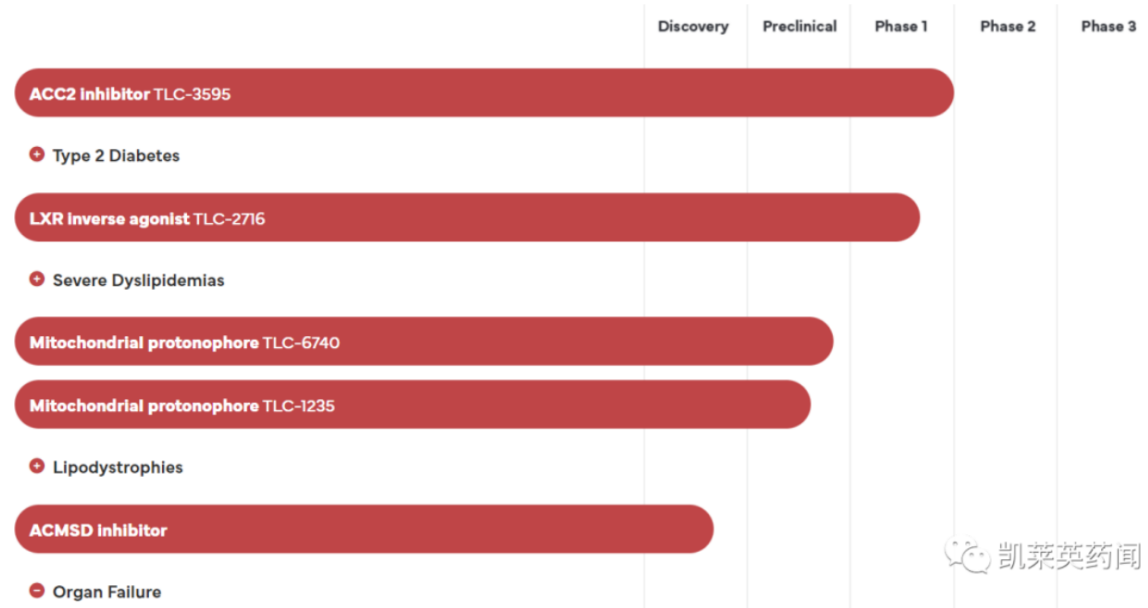 Discovery Preclinical Phase 1 Phase 2 Phase 3
ACC2 inhibitor TLC-3595
Type 2 Diabetes
LXR inverse agonist TLC-2716
Severe Dyslipidemias
Mitochondrial protonophore TLC-6740
Mitochondrial protonophore TLC-1235
Lipodystrophies
ACMSD inhibitor
凯莱英药闻
Organ Failure